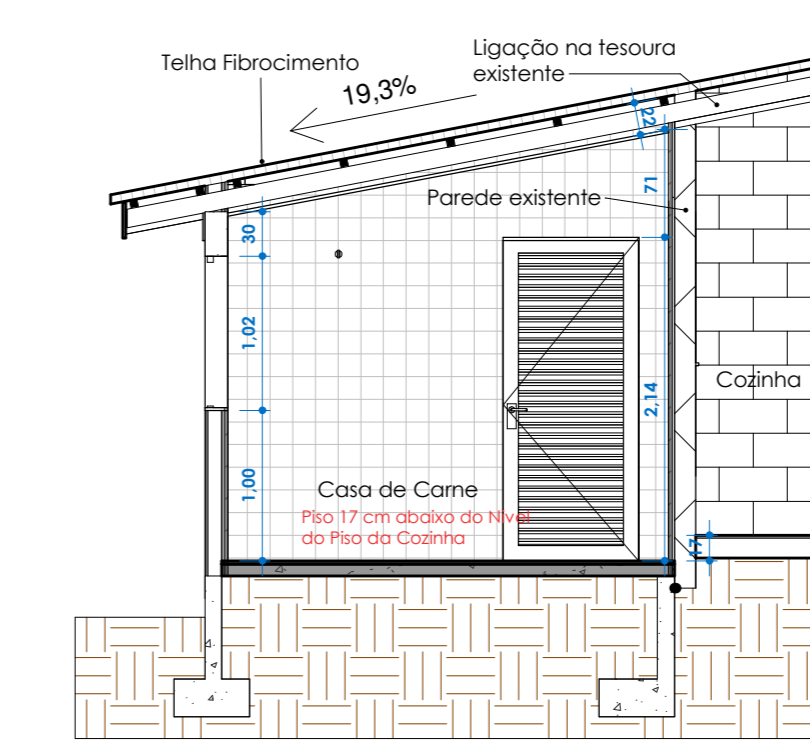 Ligação na tesoura
existente
Telha Fibrocimento
19,3%
22
71
Parede existente
30
1,02
Cozinha
2,14
1,00
Casa de Carne
Piso 17 cm abaixo do Nivel
do Piso da Cozinha
17